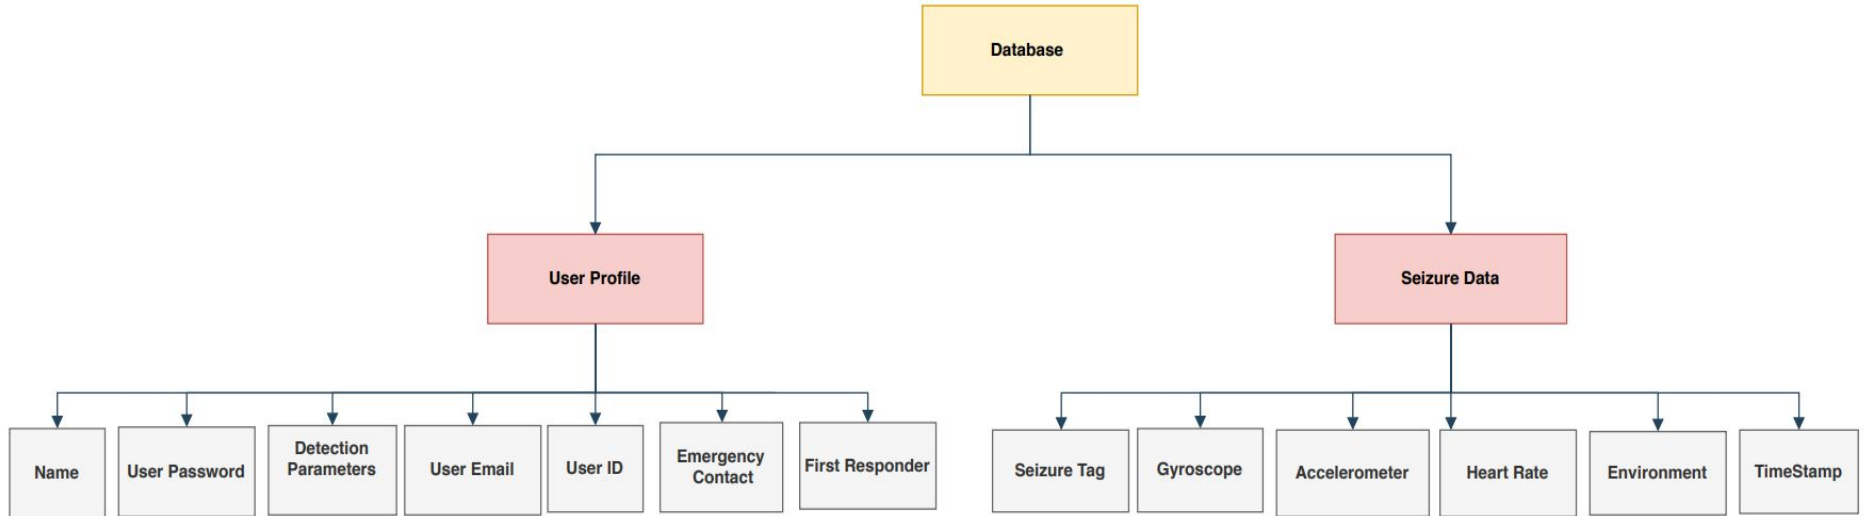 Database
User Profile
Seizure Data
Name
User Password
Detection
Parameters
User Email
User ID
Emergency
Contact
First Responder
Seizure Tag
Gyroscope
Accelerometer
Heart Rate
Environment
TimeStamp